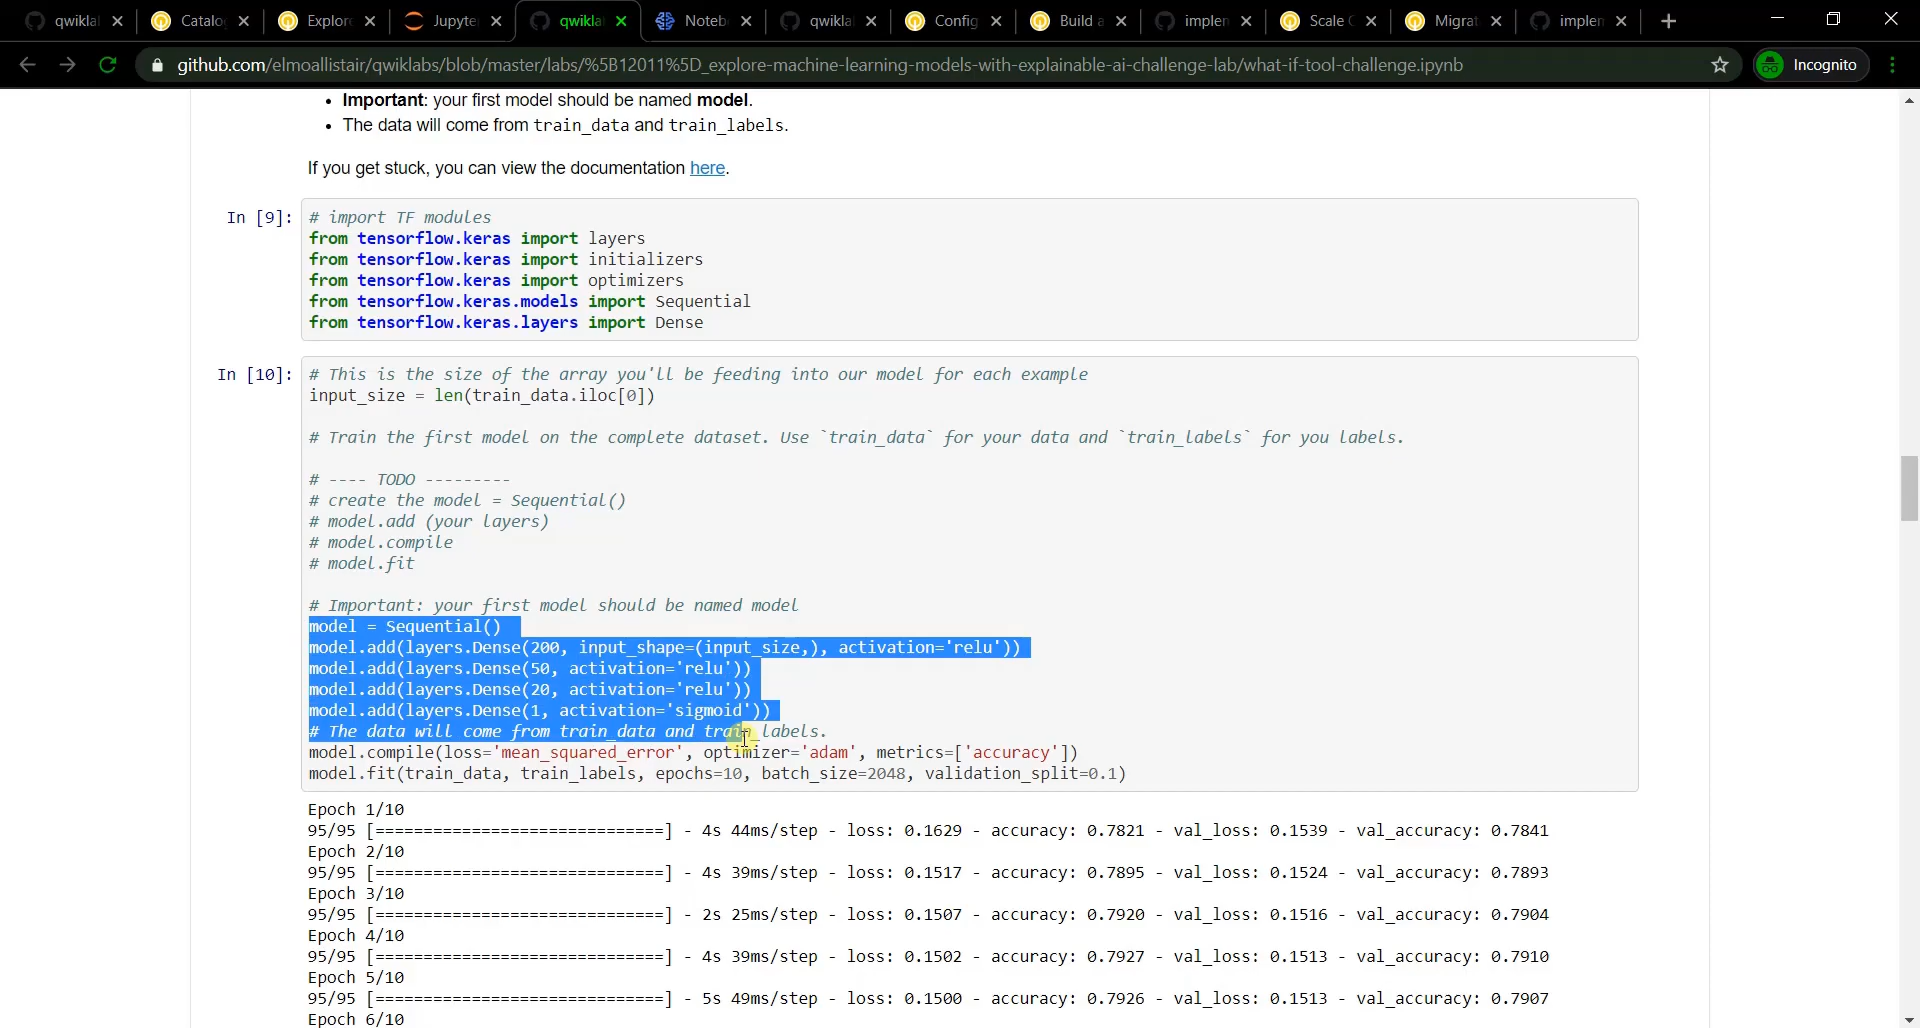 qwikla
Catalo
Explore
Jupyte
qwikla
Noteb
qwikla
Config
Build a
implem
Scale
Migrat
implem
github.com/elmoallistair/qwiklabs/blob/master/labs/%5B12011%5D_explore-machine-learning-models-with-explainable-ai-challenge-lab/what-if-tool-challenge.ipynb
Incognito
• Important: your first model should be named model.
• The data will come from train_data and train_labels.
If you get stuck, you can view the documentation here.
In [9]: # import TF modules
from tensorflow.keras import layers
from tensorflow.keras import initializers
from tensorflow.keras import optimizers
from tensorflow.keras.models import Sequential
from tensorflow.keras.layers import Dense
In [10]: # This is the size of the array you'll be feeding into our model for each example
input_size = len(train_data.iloc[0])
# Train the first model on the complete dataset. Use `train_data` for your data and `train_labels` for you labels.
# ---- TODO ---------
# create the model = Sequential()
# model.add (your layers)
# model.compile
# model.fit
# Important: your first model should be named model
model = Sequential()
model.add(layers.Dense(200, input_shape=(input_size,), activation='relu'))
model.add(layers.Dense(50, activation='relu'))
model.add(layers.Dense(20, activation='relu'))
model.add(layers.Dense(1, activation='sigmoid'))
# The data will come from train_data and train_labels.
model.compile(loss='mean_squared_error', optimizer='adam', metrics=['accuracy'])
model.fit(train_data, train_labels, epochs=10, batch_size=2048, validation_split=0.1)
Epoch 1/10
95/95 [==============================] - 4s 44ms/step - loss: 0.1629 - accuracy: 0.7821 - val_loss: 0.1539 - val_accuracy: 0.7841
Epoch 2/10
95/95 [==============================] - 4s 39ms/step - loss: 0.1517 - accuracy: 0.7895 - val_loss: 0.1524 - val_accuracy: 0.7893
Epoch 3/10
95/95 [==============================] - 2s 25ms/step - loss: 0.1507 - accuracy: 0.7920 - val_loss: 0.1516 - val_accuracy: 0.7904
Epoch 4/10
95/95 [==============================] - 4s 39ms/step - loss: 0.1502 - accuracy: 0.7927 - val_loss: 0.1513 - val_accuracy: 0.7910
Epoch 5/10
95/95 [==============================] - 5s 49ms/step - loss: 0.1500 - accuracy: 0.7926 - val_loss: 0.1513 - val_accuracy: 0.7907
Epoch 6/10